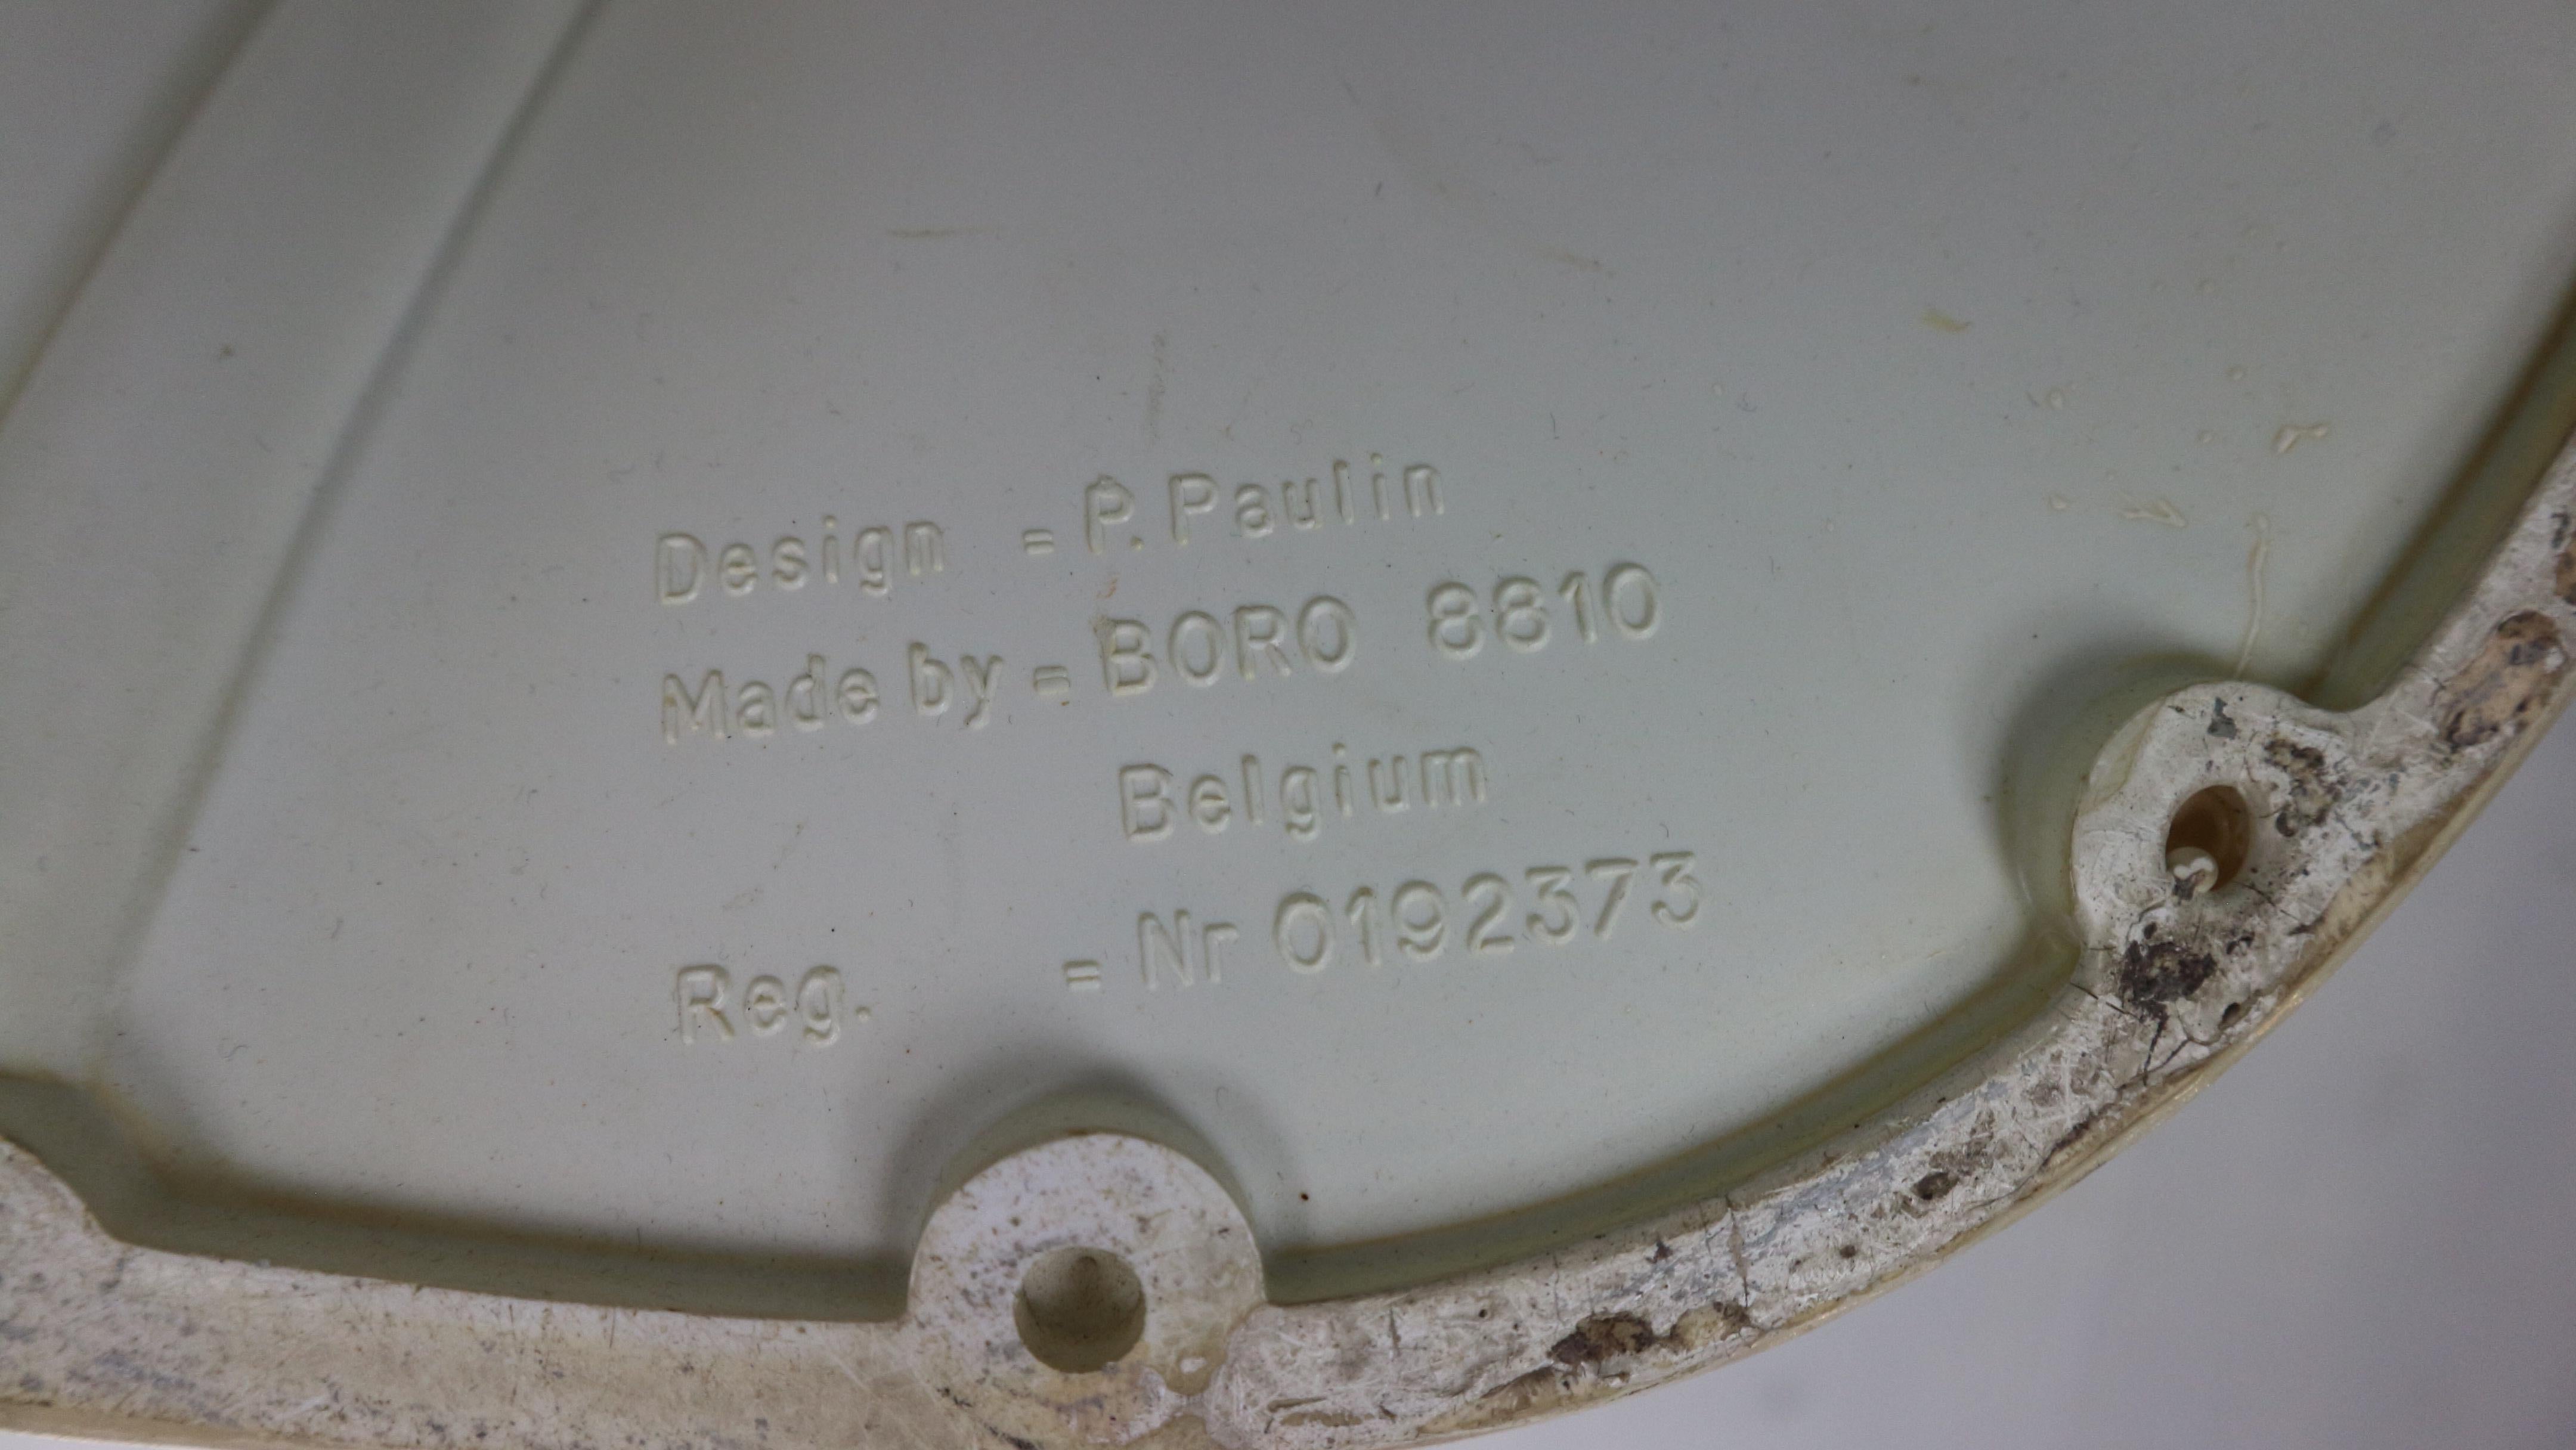 Design = P. Paulin
Made by = BORO 8810
Belgium
Reg. = Nr 0192373